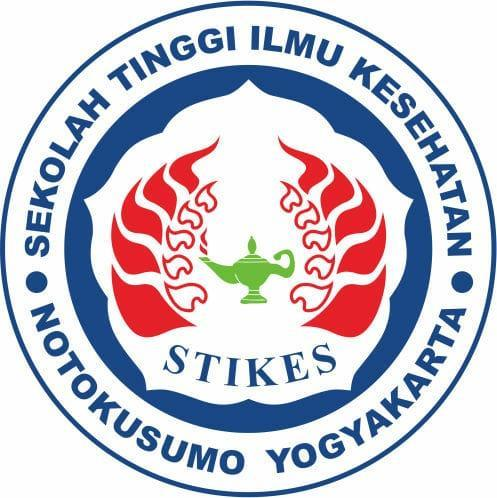 SEKOLAH TINGGI ILMU KESEHATAN
STIKES
NOTOKUSUMO YOGYAKARTA